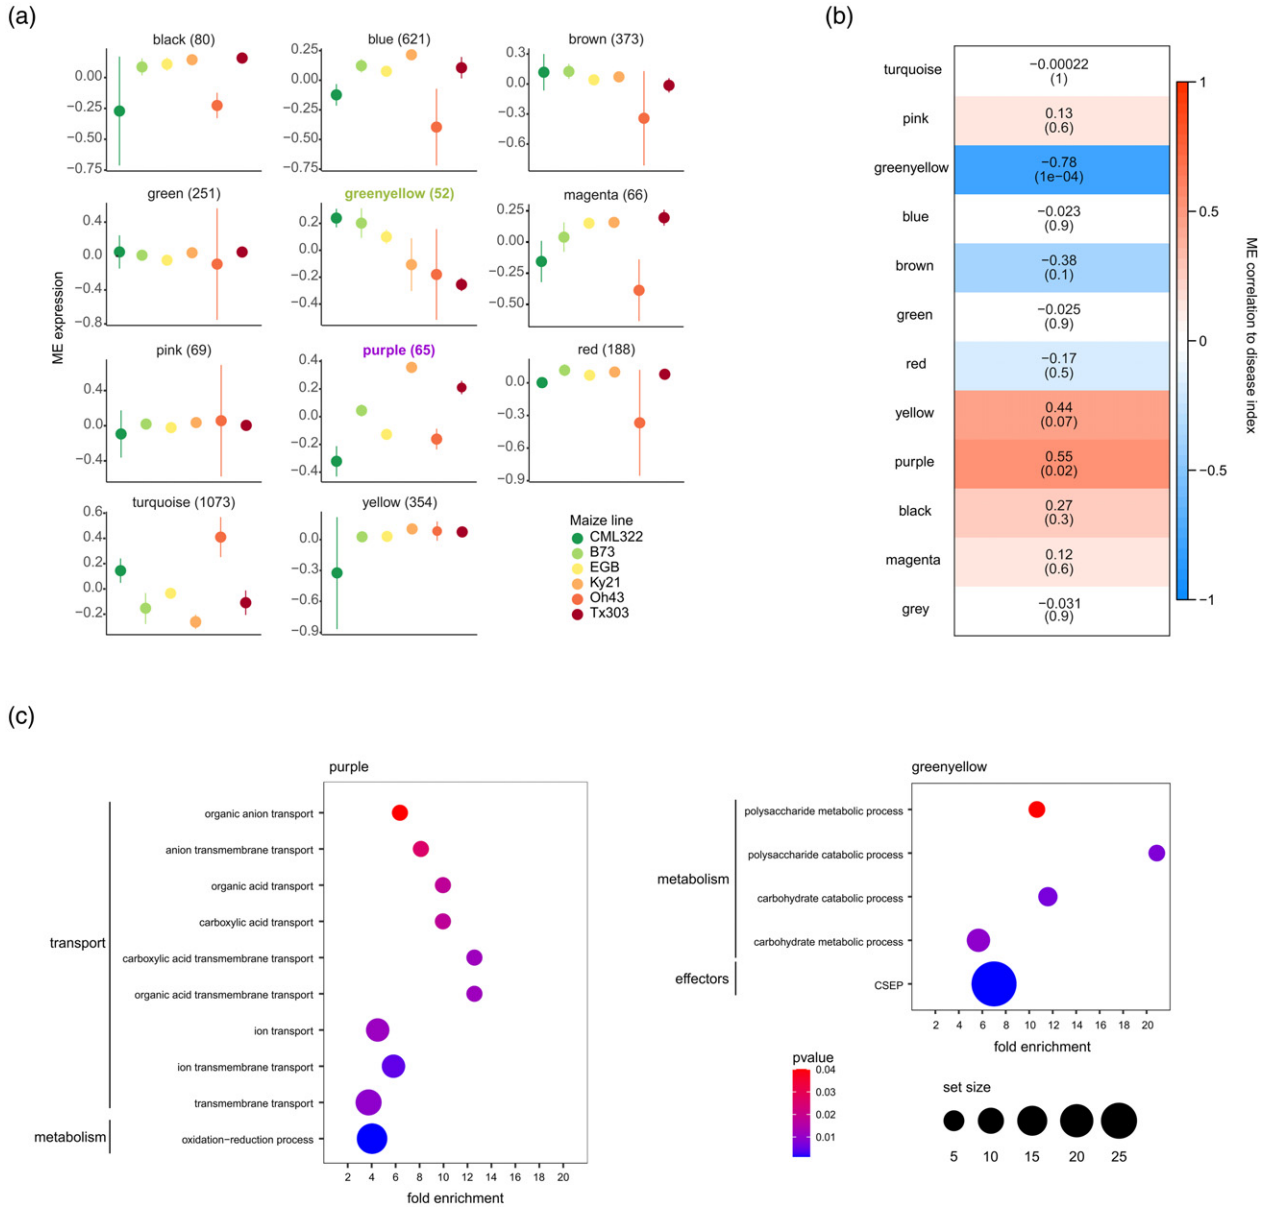 (a)
ME expression
black (80)
0.00
−0.25
−0.50
−0.75
blue (621)
0.25
0.00
−0.25
−0.50
−0.75
brown (373)
0.3
0.0
−0.3
−0.6
green (251)
0.4
0.0
−0.4
−0.8
greenyellow (52)
0.2
0.0
−0.2
−0.4
magenta (66)
0.25
0.00
−0.25
−0.50
pink (69)
0.4
0.0
−0.4
purple (65)
0.4
0.2
0.0
−0.2
−0.4
red (188)
0.0
−0.3
−0.6
−0.9
turquoise (1073)
0.6
0.4
0.2
0.0
−0.2
yellow (354)
0.0
−0.3
−0.6
−0.9
Maize line
CML322
B73
EGB
Ky21
Oh43
Tx303
(b)
turquoise
−0.00022
(1)
pink
0.13
(0.6)
greenyellow
−0.78
(1e−04)
blue
−0.023
(0.9)
brown
−0.38
(0.1)
green
−0.025
(0.9)
red
−0.17
(0.5)
yellow
0.44
(0.07)
purple
0.55
(0.02)
black
0.27
(0.3)
magenta
0.12
(0.6)
grey
−0.031
(0.9)
1
0.5
0
−0.5
−1
ME correlation to disease index
(c)
purple
transport
organic anion transport
anion transmembrane transport
organic acid transport
carboxylic acid transport
carboxylic acid transmembrane transport
organic acid transmembrane transport
ion transport
ion transmembrane transport
transmembrane transport
metabolism
oxidation−reduction process
2 4 6 8 10 12 14 16 18 20
fold enrichment
greenyellow
metabolism
polysaccharide metabolic process
polysaccharide catabolic process
carbohydrate catabolic process
carbohydrate metabolic process
effectors
CSEP
2 4 6 8 10 12 14 16 18 20
fold enrichment
pvalue
0.04
0.03
0.02
0.01
set size
5 10 15 20 25